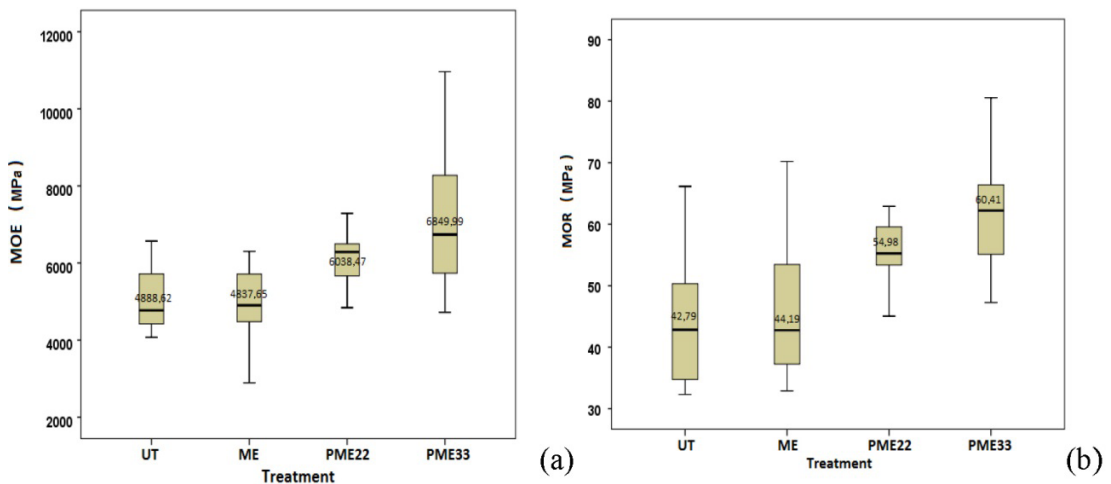 MOE ( MPa )
12000
10000
8000
6000
4000
2000
4888,62
4837,65
6038,47
6849,99
UT ME PME22 PME33
Treatment
(a)
MOR ( MPa )
90
80
70
60
50
40
30
42,79
44,19
54,98
60,41
UT ME PME22 PME33
Treatment
(b)